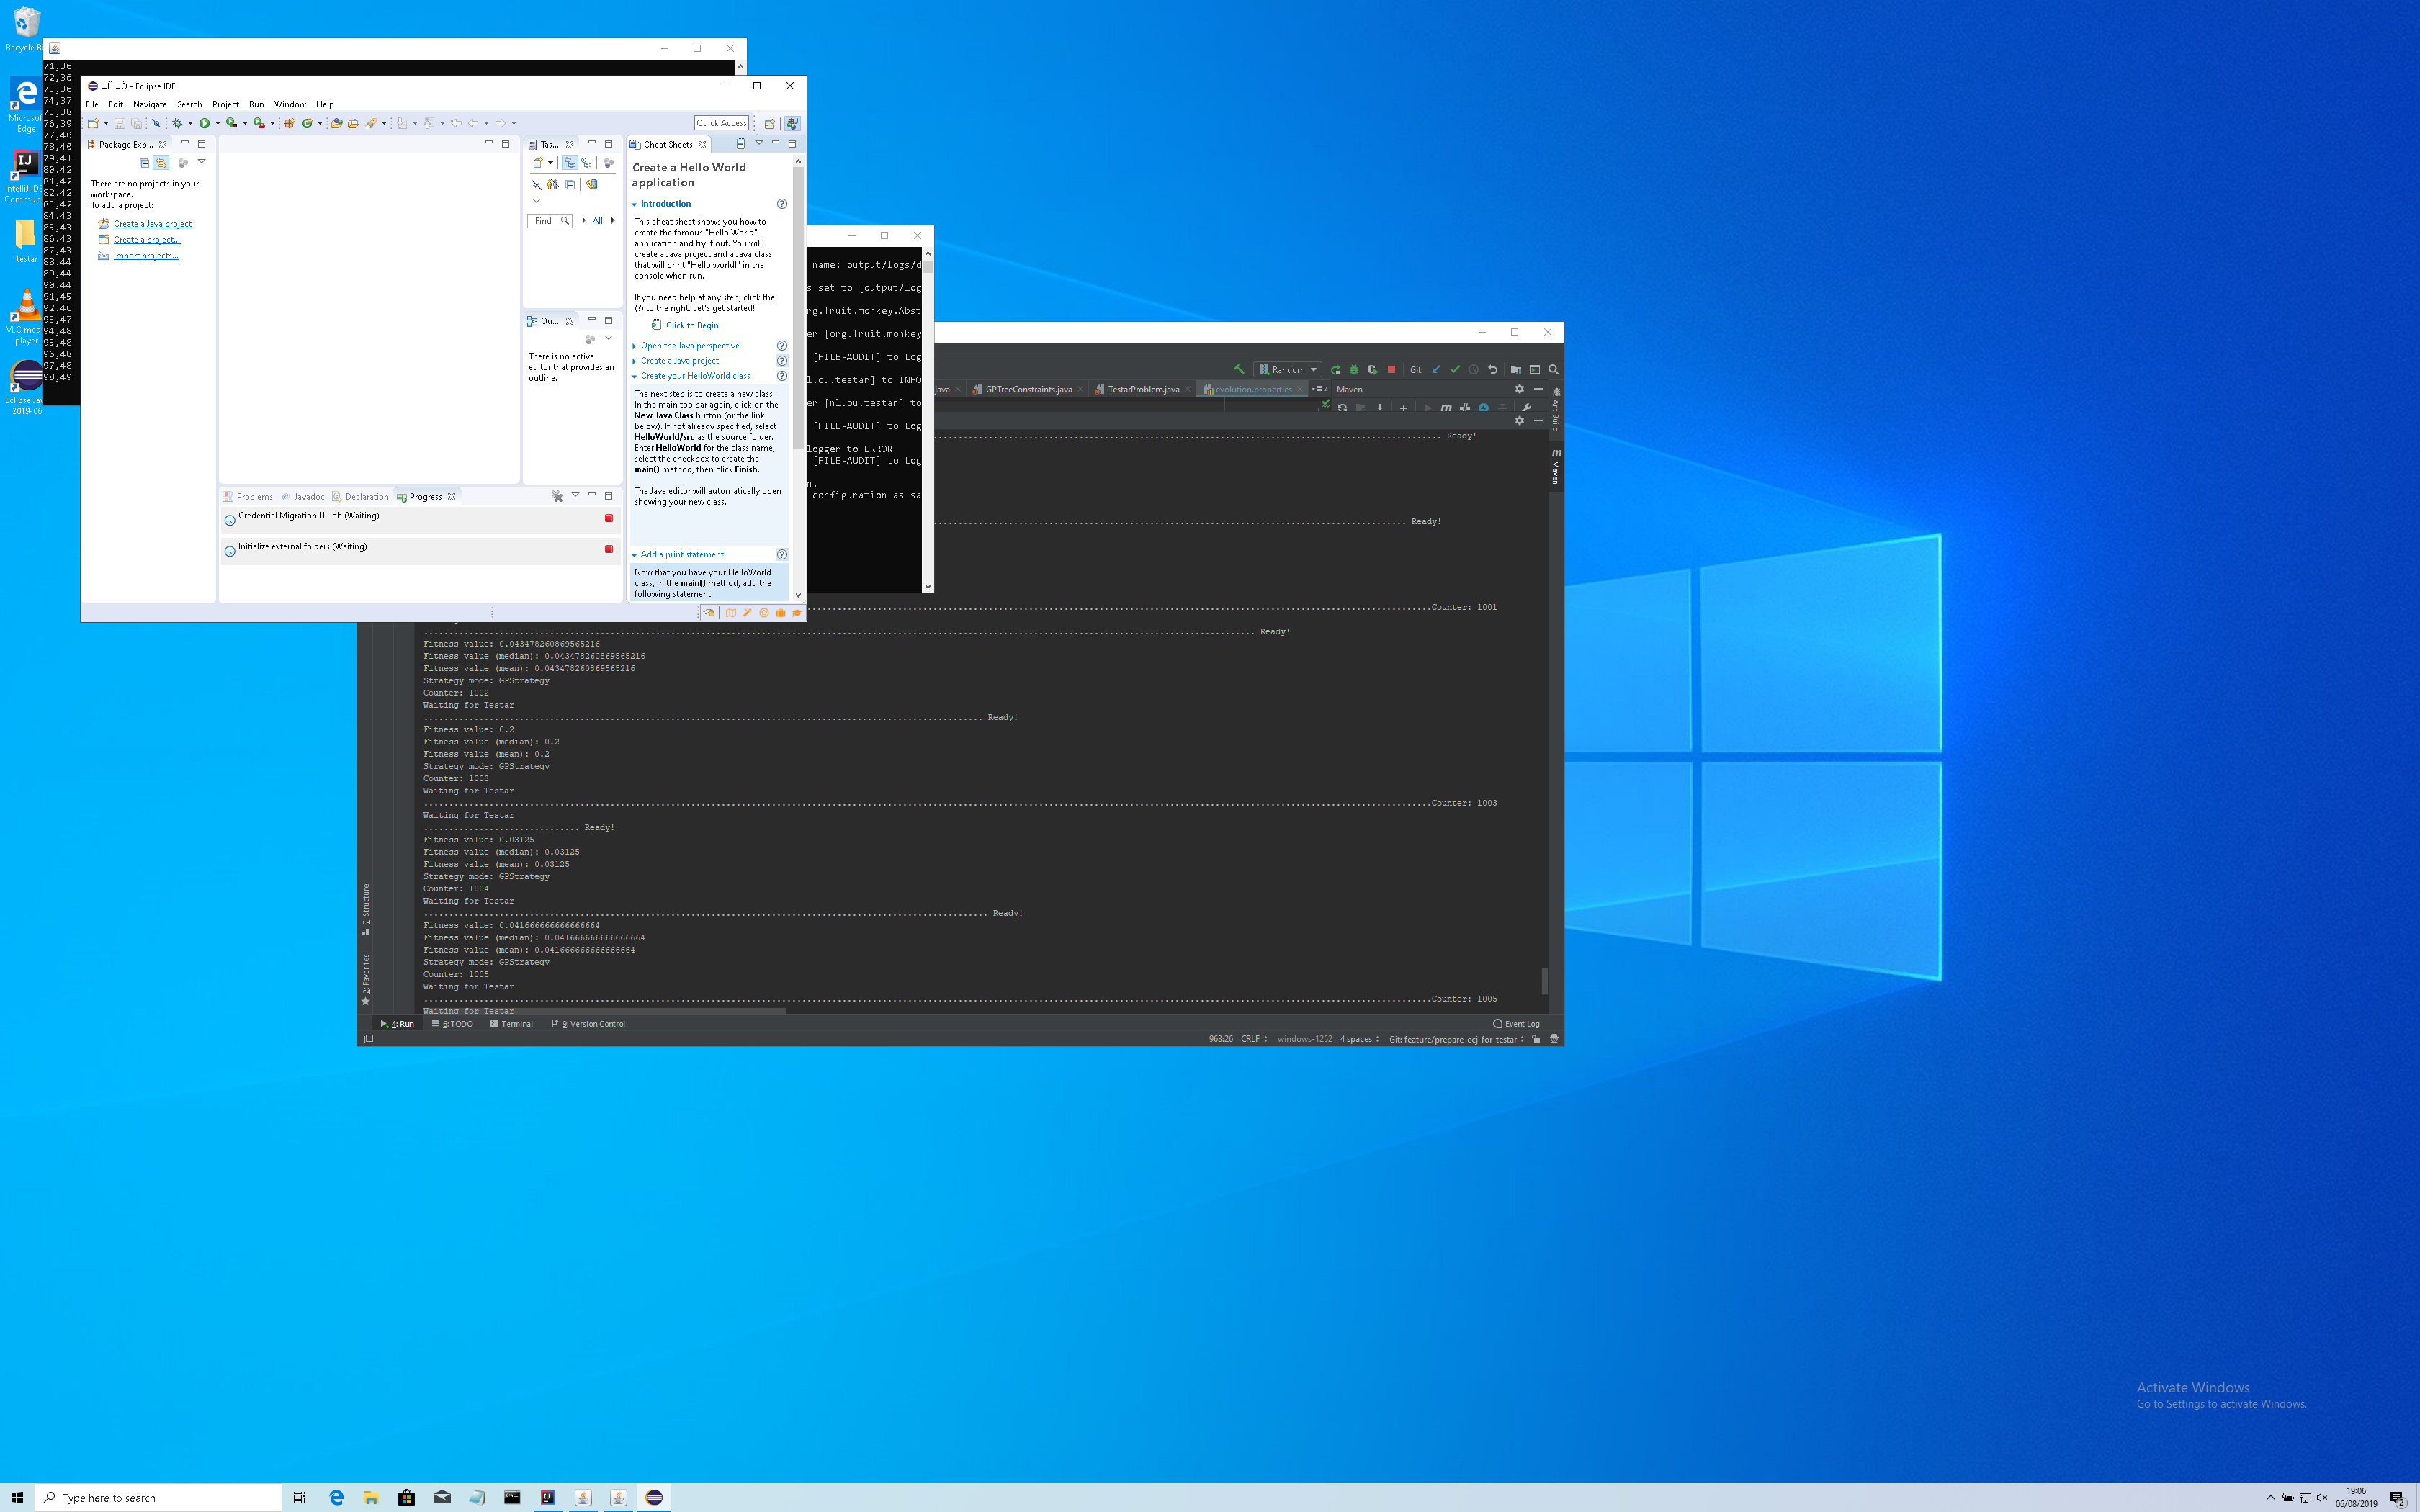 Recycle B
Microsof
Edge
IntelliJ IDE
Commun
testar
VLC medi
player
Eclipse Jav
2019-06
71,36
72,36
73,36
74,37
75,38
76,39
77,40
78,40
79,41
80,42
81,42
82,42
83,42
84,43
85,43
86,43
87,43
88,44
89,44
90,44
91,45
92,46
93,47
94,48
95,48
96,48
97,48
98,49
=Ü =Ö - Eclipse IDE
File Edit Navigate Search Project Run Window Help
Quick Access
Package Exp...
There are no projects in your
workspace.
To add a project:
Create a Java project
Create a project...
Import projects...
Tas...
Find
All
Ou...
There is no active
editor that provides an
outline.
Cheat Sheets
Create a Hello World
application
Introduction
This cheat sheet shows you how to
create the famous "Hello World"
application and try it out. You will
create a Java project and a Java class
that will print "Hello world!" in the
console when run.
If you need help at any step, click the
(?) to the right. Let's get started!
Click to Begin
Open the Java perspective
Create a Java project
Create your HelloWorld class
The next step is to create a new class.
In the main toolbar again, click on the
New Java Class button (or the link
below). If not already specified, select
HelloWorld/src as the source folder.
Enter HelloWorld for the class name,
select the checkbox to create the
main() method, then click Finish.
The Java editor will automatically open
showing your new class.
Add a print statement
Now that you have your HelloWorld
class, in the main() method, add the
following statement:
Problems Javadoc Declaration Progress
Credential Migration UI Job (Waiting)
Initialize external folders (Waiting)
name: output/logs/d
s set to [output/log
rg.fruit.monkey.Abst
er [org.fruit.monkey
[FILE-AUDIT] to Log
l.ou.testar] to INFO
er [nl.ou.testar] to
[FILE-AUDIT] to Log
logger to ERROR
[FILE-AUDIT] to Log
n.
configuration as sa
Random
Git:
java GPTreeConstraints.java TestarProblem.java evolution.properties Maven
Ant Build
Maven
Ready!
Ready!
Counter: 1001
Ready!
Fitness value: 0.043478260869565216
Fitness value (median): 0.043478260869565216
Fitness value (mean): 0.043478260869565216
Strategy mode: GPStrategy
Counter: 1002
Waiting for Testar
Ready!
Fitness value: 0.2
Fitness value (median): 0.2
Fitness value (mean): 0.2
Strategy mode: GPStrategy
Counter: 1003
Waiting for Testar
Counter: 1003
Waiting for Testar
Ready!
Fitness value: 0.03125
Fitness value (median): 0.03125
Fitness value (mean): 0.03125
Strategy mode: GPStrategy
Counter: 1004
Waiting for Testar
Ready!
Fitness value: 0.041666666666666664
Fitness value (median): 0.041666666666666664
Fitness value (mean): 0.041666666666666664
Strategy mode: GPStrategy
Counter: 1005
Waiting for Testar
Counter: 1005
Waiting for Testar
7: Structure
2: Favorites
4: Run 6: TODO Terminal 9: Version Control Event Log
963:26 CRLF windows-1252 4 spaces Git: feature/prepare-ecj-for-testar
Activate Windows
Go to Settings to activate Windows.
Type here to search
19:06
06/08/2019
2